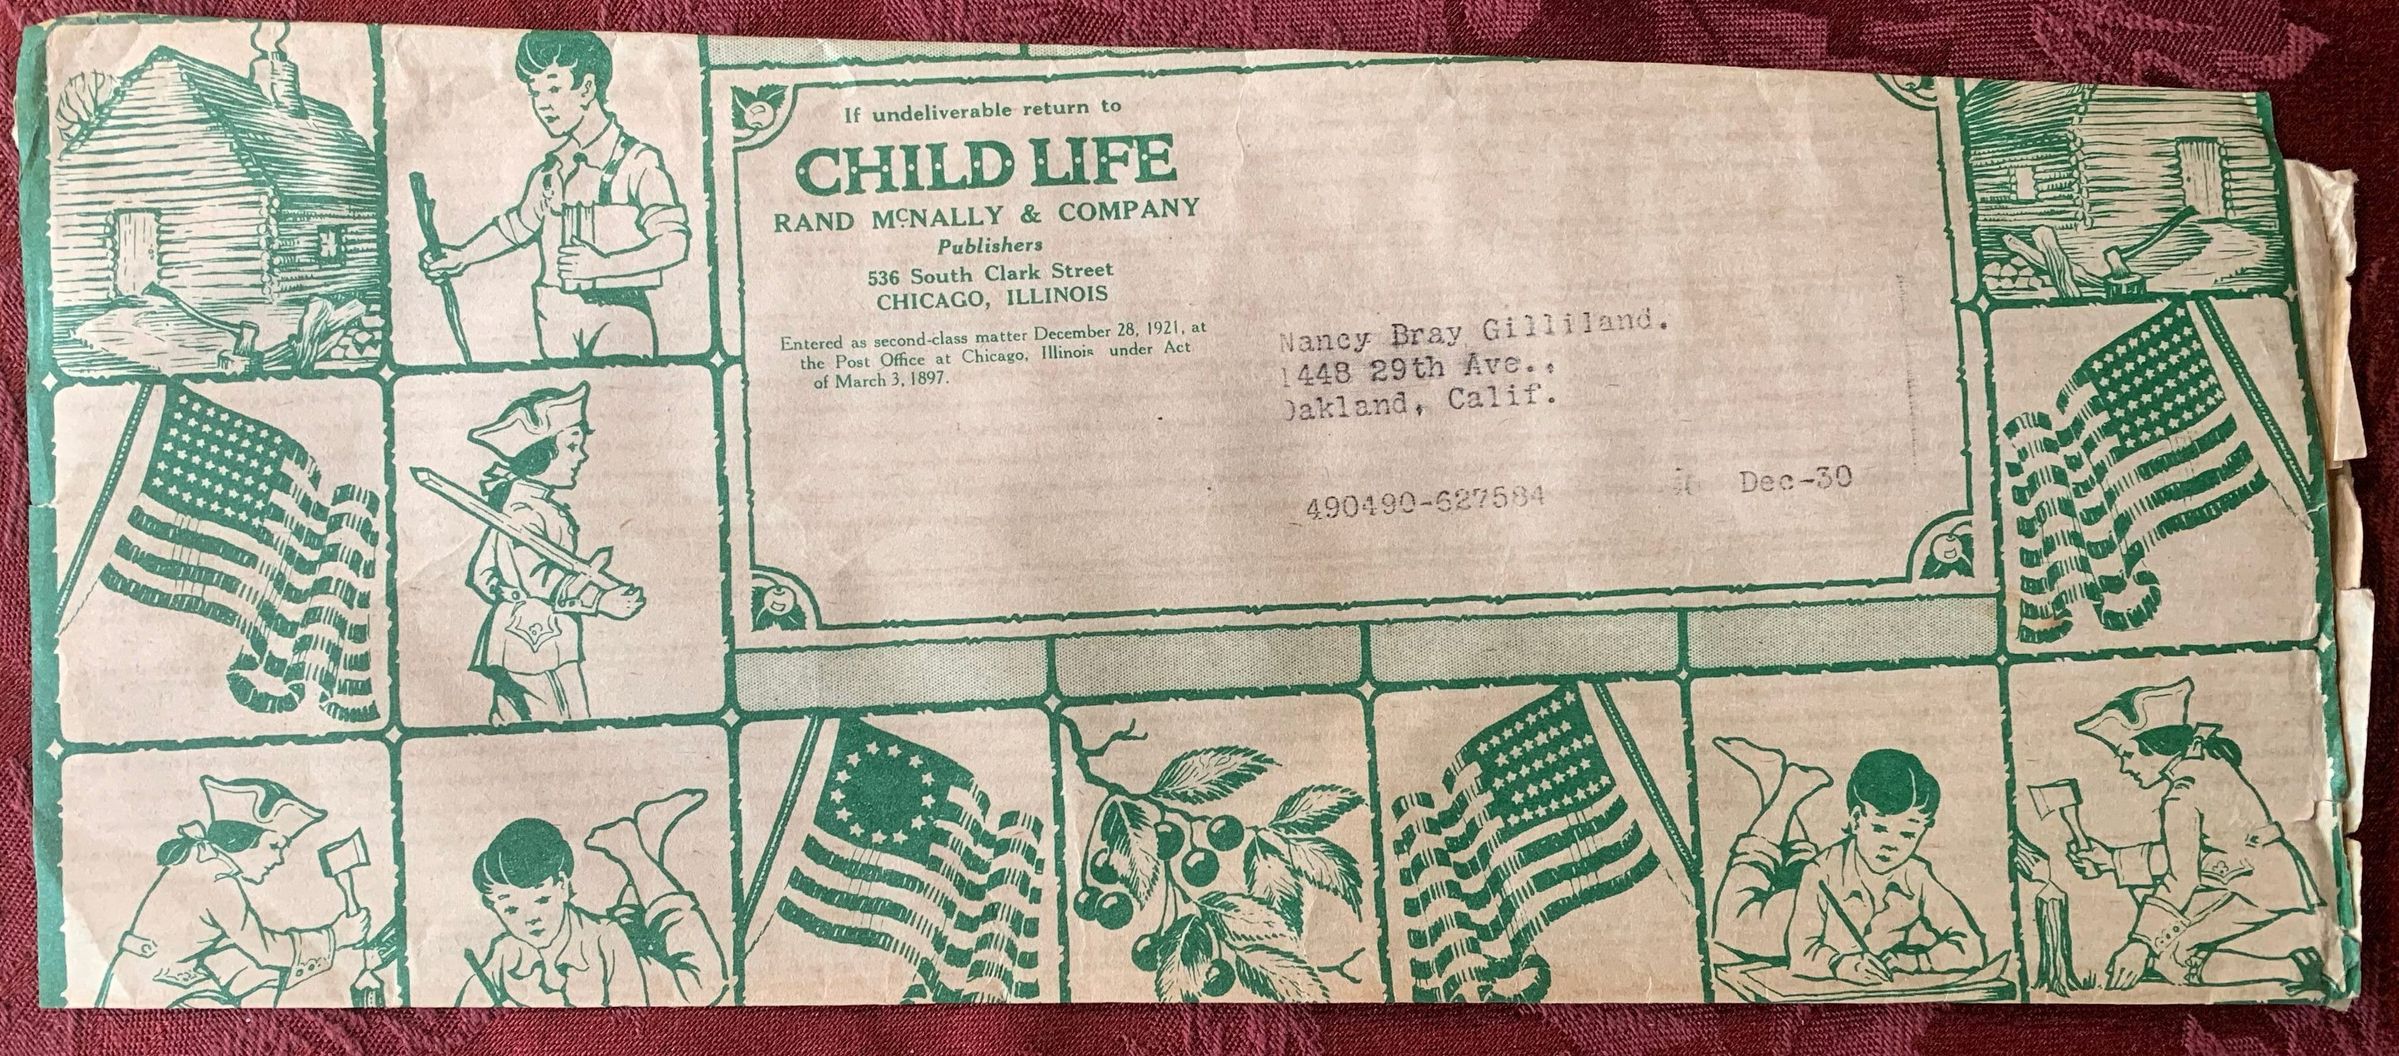 If undeliverable return to
CHILD LIFE
RAND McNALLY & COMPANY
Publishers
536 South Clark Street
CHICAGO, ILLINOIS
Entered as second-class matter December 28, 1921, at
the Post Office at Chicago, Illinois under Act
of March 3, 1897.
Nancy Bray Gilliland.
1448 29th Ave.,
Oakland, Calif.
490490-627584 Dec-30